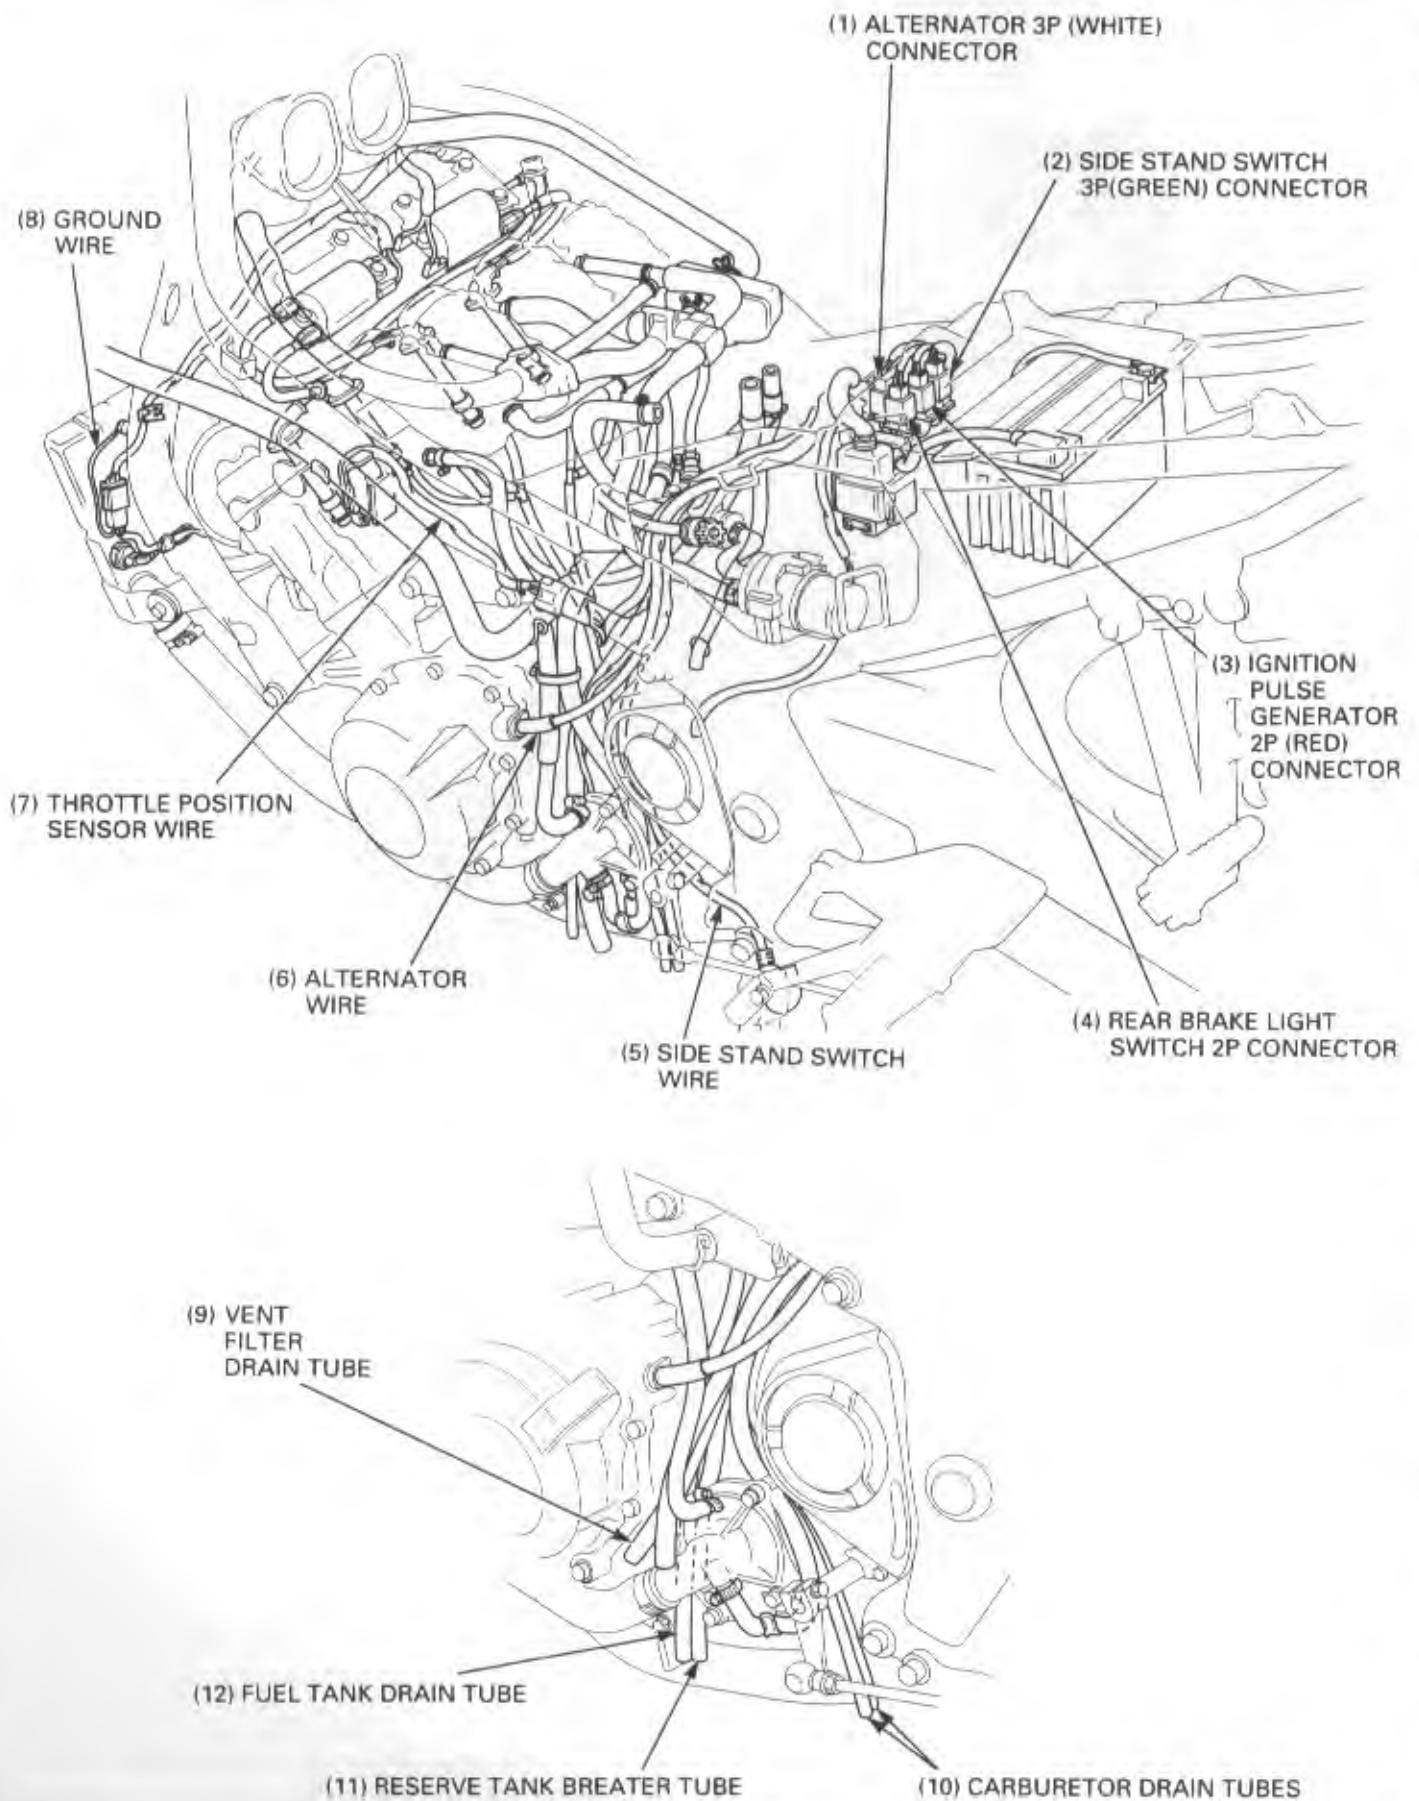 (1) ALTERNATOR 3P (WHITE)
CONNECTOR
(2) SIDE STAND SWITCH
3P(GREEN) CONNECTOR
(8) GROUND
WIRE
(3) IGNITION
PULSE
GENERATOR
2P (RED)
CONNECTOR
(7) THROTTLE POSITION
SENSOR WIRE
(6) ALTERNATOR
WIRE
(4) REAR BRAKE LIGHT
SWITCH 2P CONNECTOR
(5) SIDE STAND SWITCH
WIRE
(9) VENT
FILTER
DRAIN TUBE
(12) FUEL TANK DRAIN TUBE
(11) RESERVE TANK BREATER TUBE
(10) CARBURETOR DRAIN TUBES